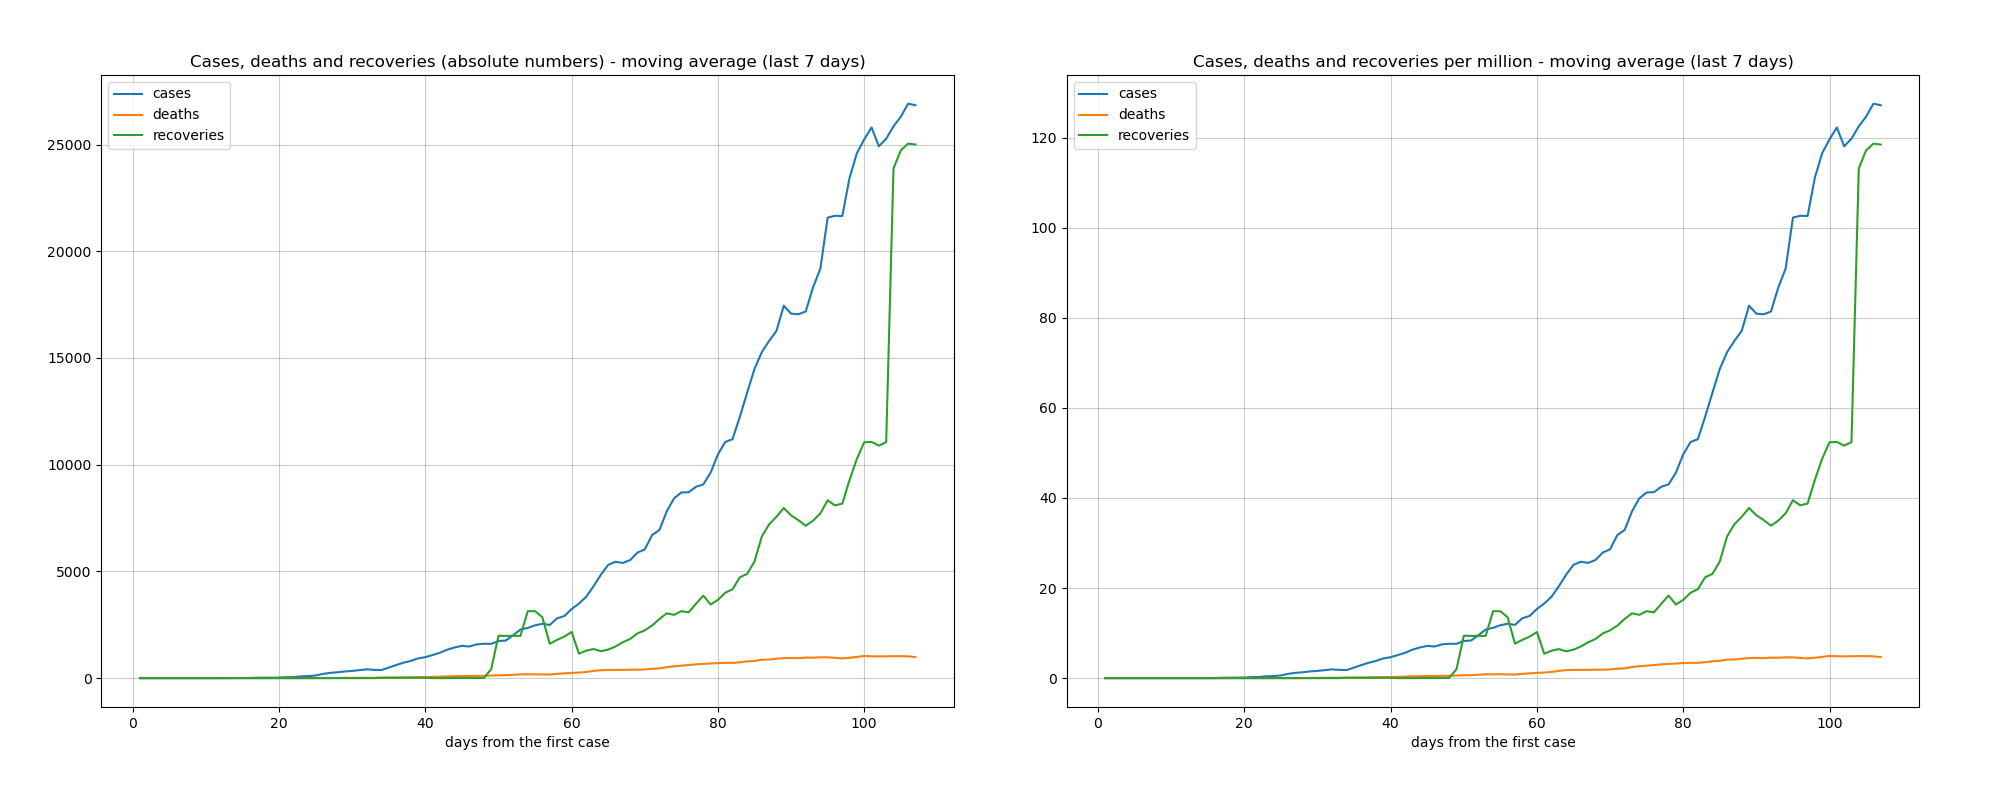 Cases, deaths and recoveries (absolute numbers) - moving average (last 7 days)
cases
deaths
recoveries
25000
20000
15000
10000
5000
0
0 20 40 60 80 100
days from the first case
Cases, deaths and recoveries per million - moving average (last 7 days)
cases
deaths
recoveries
120
100
80
60
40
20
0
0 20 40 60 80 100
days from the first case